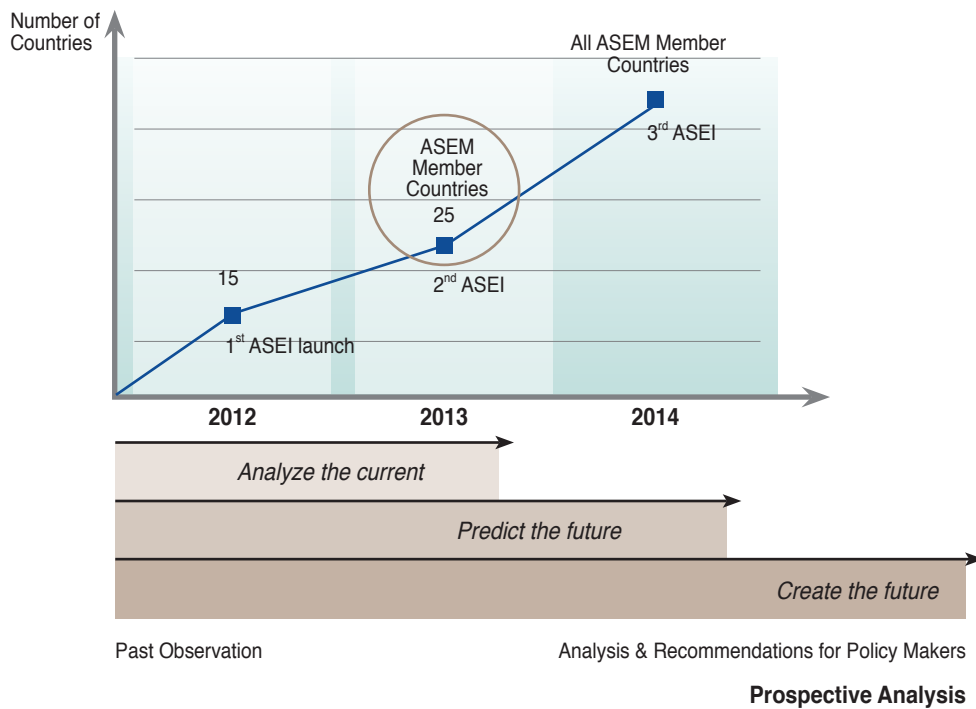 Number of
Countries
All ASEM Member
Countries
3rd ASEI
ASEM
Member
Countries
25
2nd ASEI
15
1st ASEI launch
2012
2013
2014
Analyze the current
Predict the future
Create the future
Past Observation
Analysis & Recommendations for Policy Makers
Prospective Analysis